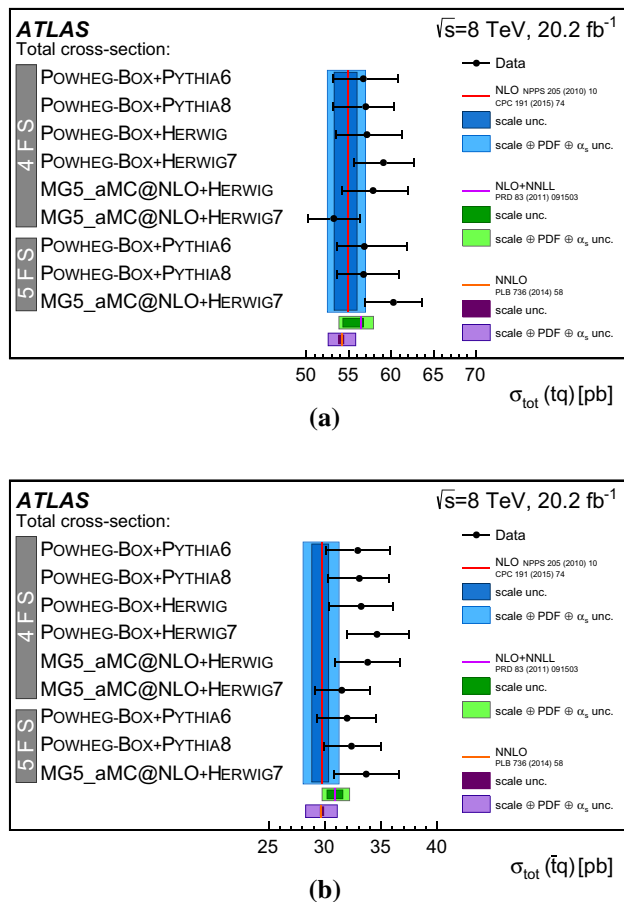 ATLAS √s=8 TeV, 20.2 fb⁻¹
Total cross-section:
4 FS
POWHEG-BOX+PYTHIA6
POWHEG-BOX+PYTHIA8
POWHEG-BOX+HERWIG
POWHEG-BOX+HERWIG7
MG5_aMC@NLO+HERWIG
MG5_aMC@NLO+HERWIG7
5 FS
POWHEG-BOX+PYTHIA6
POWHEG-BOX+PYTHIA8
MG5_aMC@NLO+HERWIG7
Data
NLO NPPS 205 (2010) 10
CPC 191 (2015) 74
scale unc.
scale ⊕ PDF ⊕ αs unc.
NLO+NNLL
PRD 83 (2011) 091503
scale unc.
scale ⊕ PDF ⊕ αs unc.
NNLO
PLB 736 (2014) 58
scale unc.
scale ⊕ PDF ⊕ αs unc.
50 55 60 65 70
σtot (tq) [pb]
(a)
ATLAS √s=8 TeV, 20.2 fb⁻¹
Total cross-section:
4 FS
POWHEG-BOX+PYTHIA6
POWHEG-BOX+PYTHIA8
POWHEG-BOX+HERWIG
POWHEG-BOX+HERWIG7
MG5_aMC@NLO+HERWIG
MG5_aMC@NLO+HERWIG7
5 FS
POWHEG-BOX+PYTHIA6
POWHEG-BOX+PYTHIA8
MG5_aMC@NLO+HERWIG7
Data
NLO NPPS 205 (2010) 10
CPC 191 (2015) 74
scale unc.
scale ⊕ PDF ⊕ αs unc.
NLO+NNLL
PRD 83 (2011) 091503
scale unc.
scale ⊕ PDF ⊕ αs unc.
NNLO
PLB 736 (2014) 58
scale unc.
scale ⊕ PDF ⊕ αs unc.
25 30 35 40
σtot (t̄q) [pb]
(b)